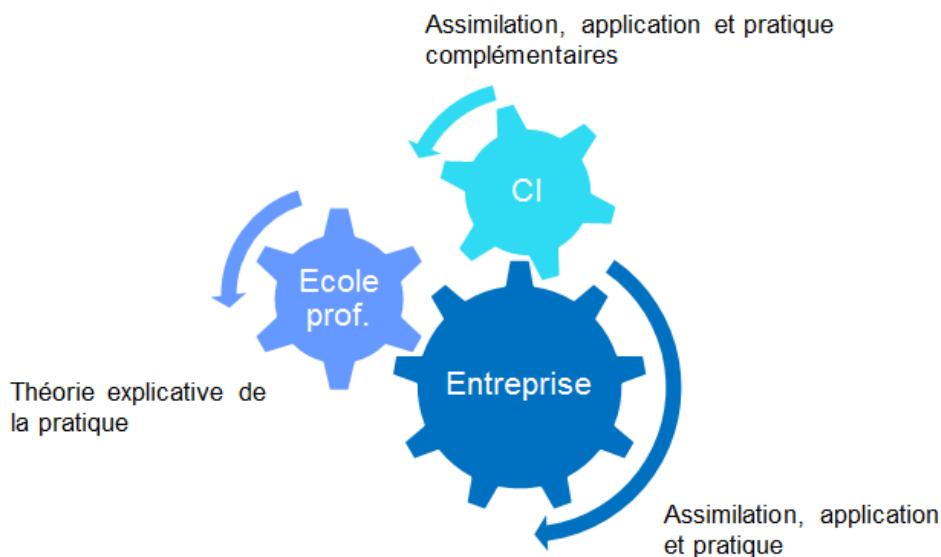 Assimilation, application et pratique
complémentaires
CI
Ecole
prof.
Entreprise
Théorie explicative de
la pratique
Assimilation, application
et pratique